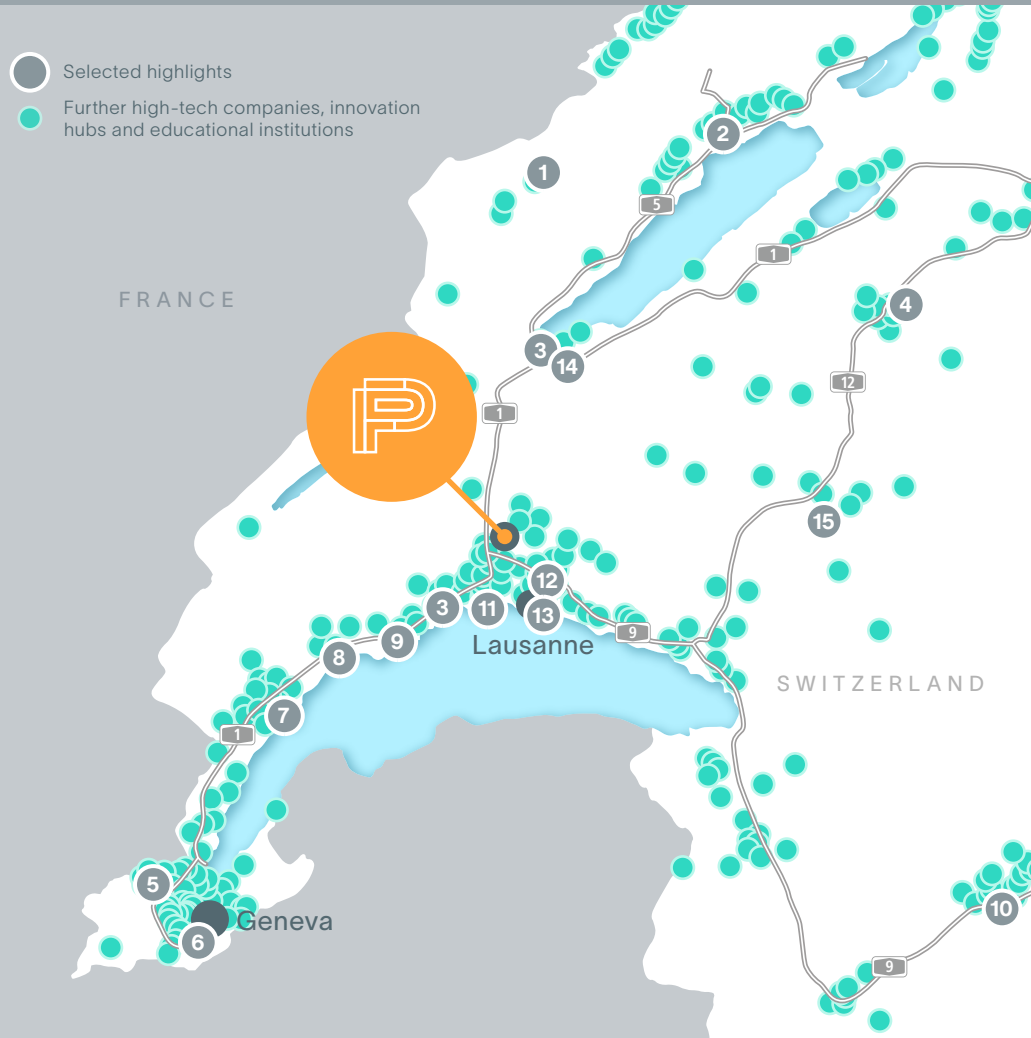 Selected highlights
Further high-tech companies, innovation
hubs and educational institutions
2
1
5
1
FRANCE
4
3
14
12
P
1
15
12
3
11
13
9
Lausanne
9
8
SWITZERLAND
7
1
5
10
Geneva
6
9